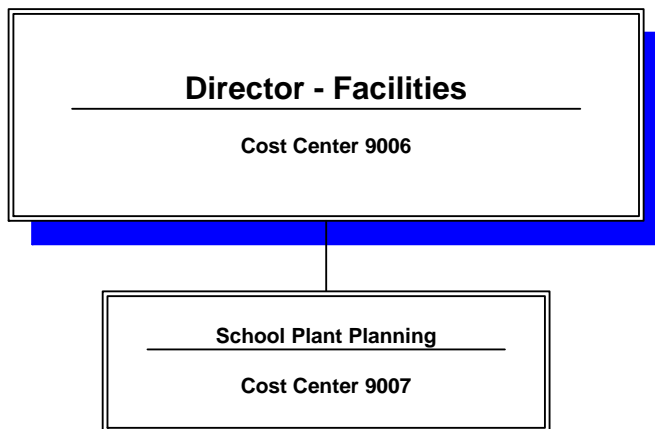 Director - Facilities
Cost Center 9006
School Plant Planning
Cost Center 9007